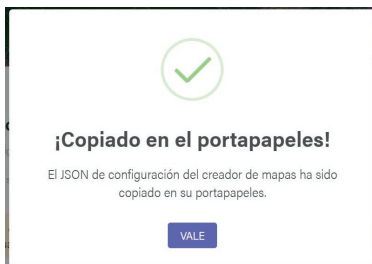 ¡Copiado en el portapapeles!
El JSON de configuración del creador de mapas ha sido
copiado en su portapapeles.
VALE